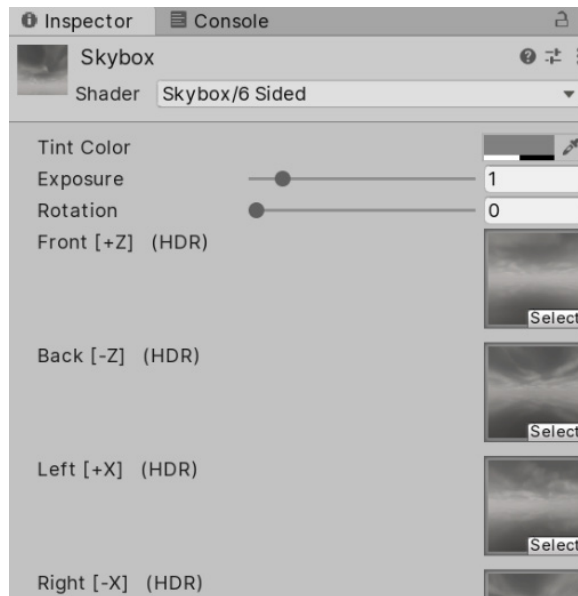 Inspector Console
Skybox
Shader Skybox/6 Sided
Tint Color
Exposure 1
Rotation 0
Front [+Z] (HDR)
Select
Back [-Z] (HDR)
Select
Left [+X] (HDR)
Select
Right [-X] (HDR)